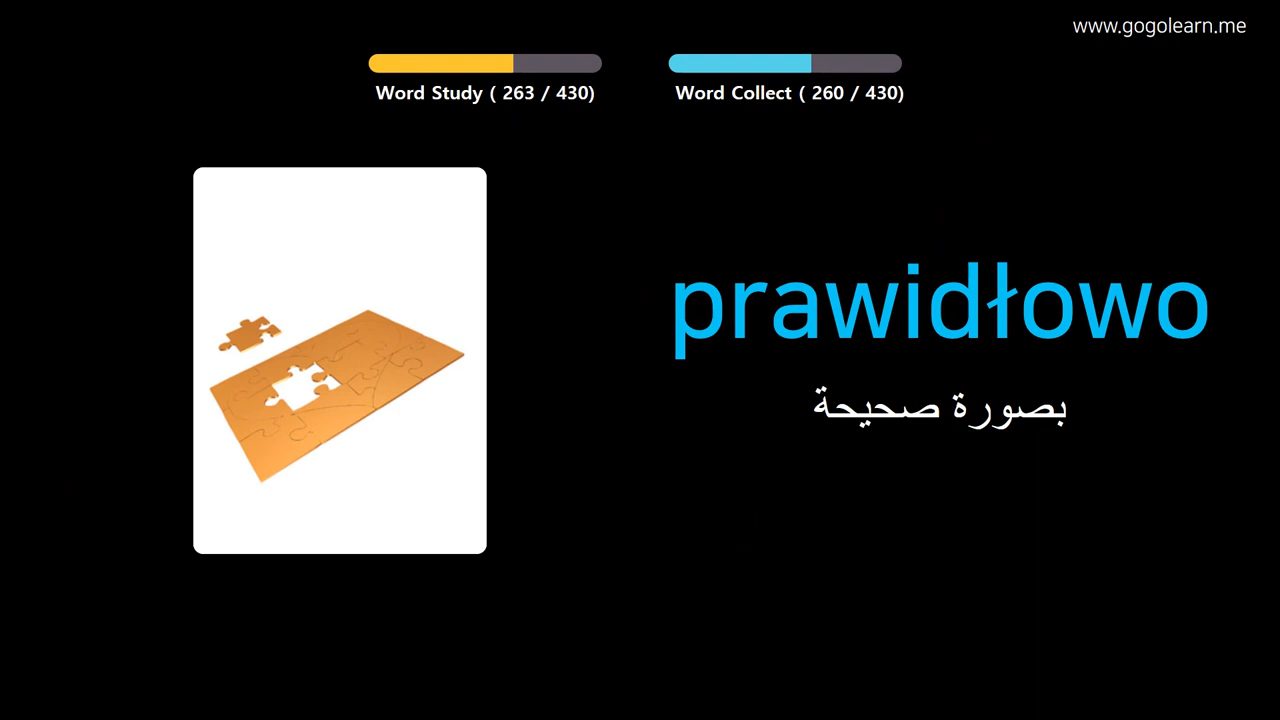 www.gogolearn.me
Word Study ( 263 / 430)
Word Collect ( 260 / 430)
prawidłowo
بصورة صحيحة